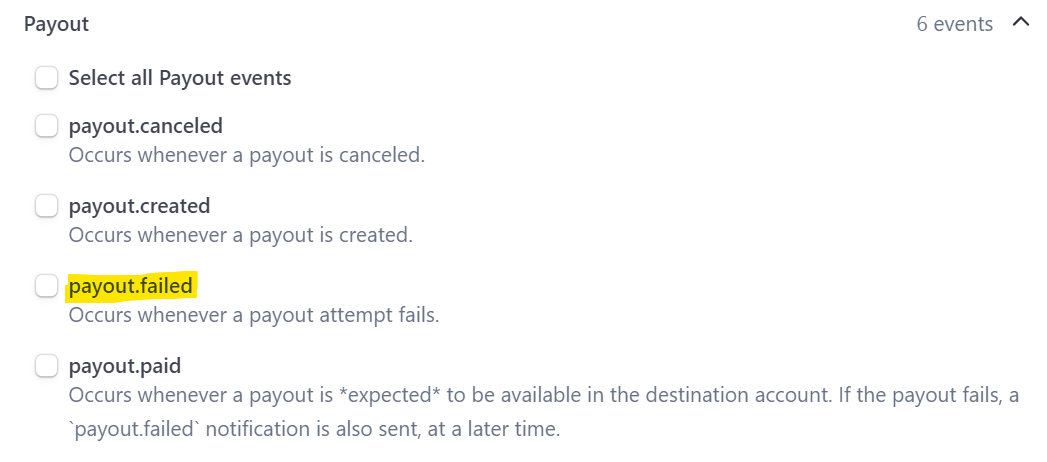 Payout 6 events
Select all Payout events
payout.canceled
Occurs whenever a payout is canceled.
payout.created
Occurs whenever a payout is created.
payout.failed
Occurs whenever a payout attempt fails.
payout.paid
Occurs whenever a payout is *expected* to be available in the destination account. If the payout fails, a
`payout.failed` notification is also sent, at a later time.